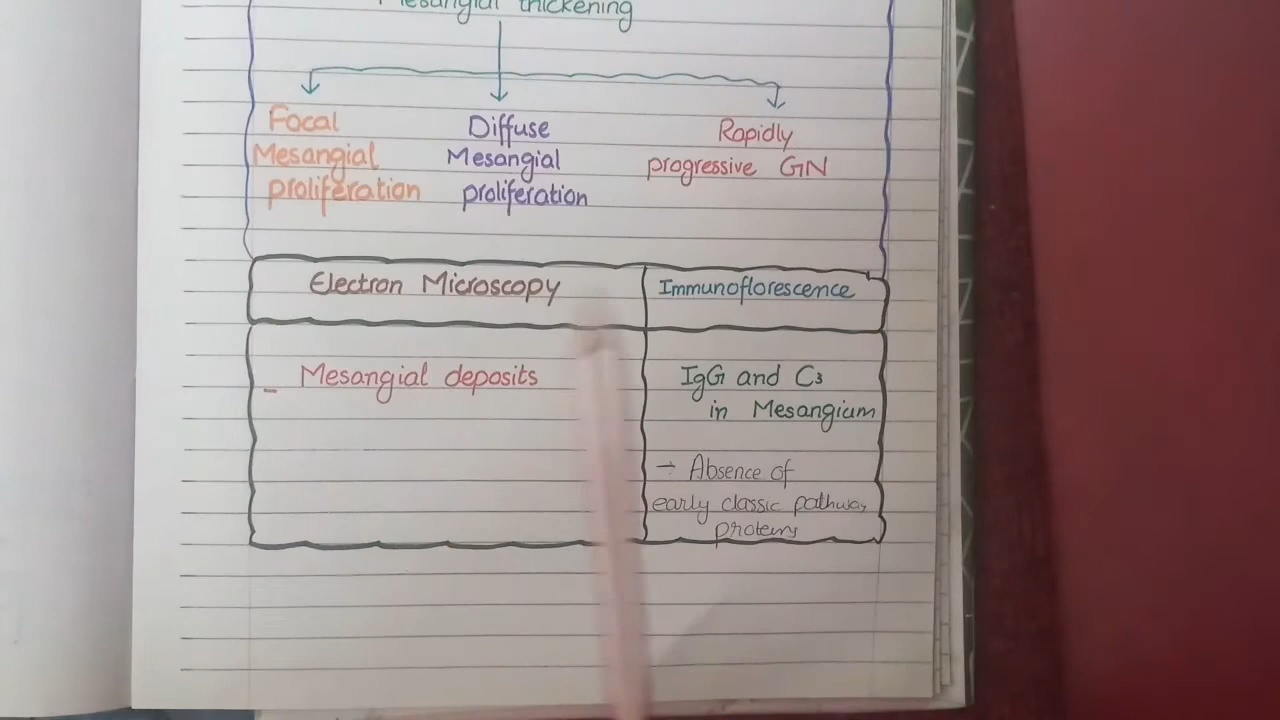 Mesangial thickening
Focal
Mesangial
proliferation
Diffuse
Mesangial
proliferation
Rapidly
progressive GN
Electron Microscopy
Immunoflorescence
- Mesangial deposits
IgG and C3
in Mesangium
→ Absence of
early classic pathway
proteins